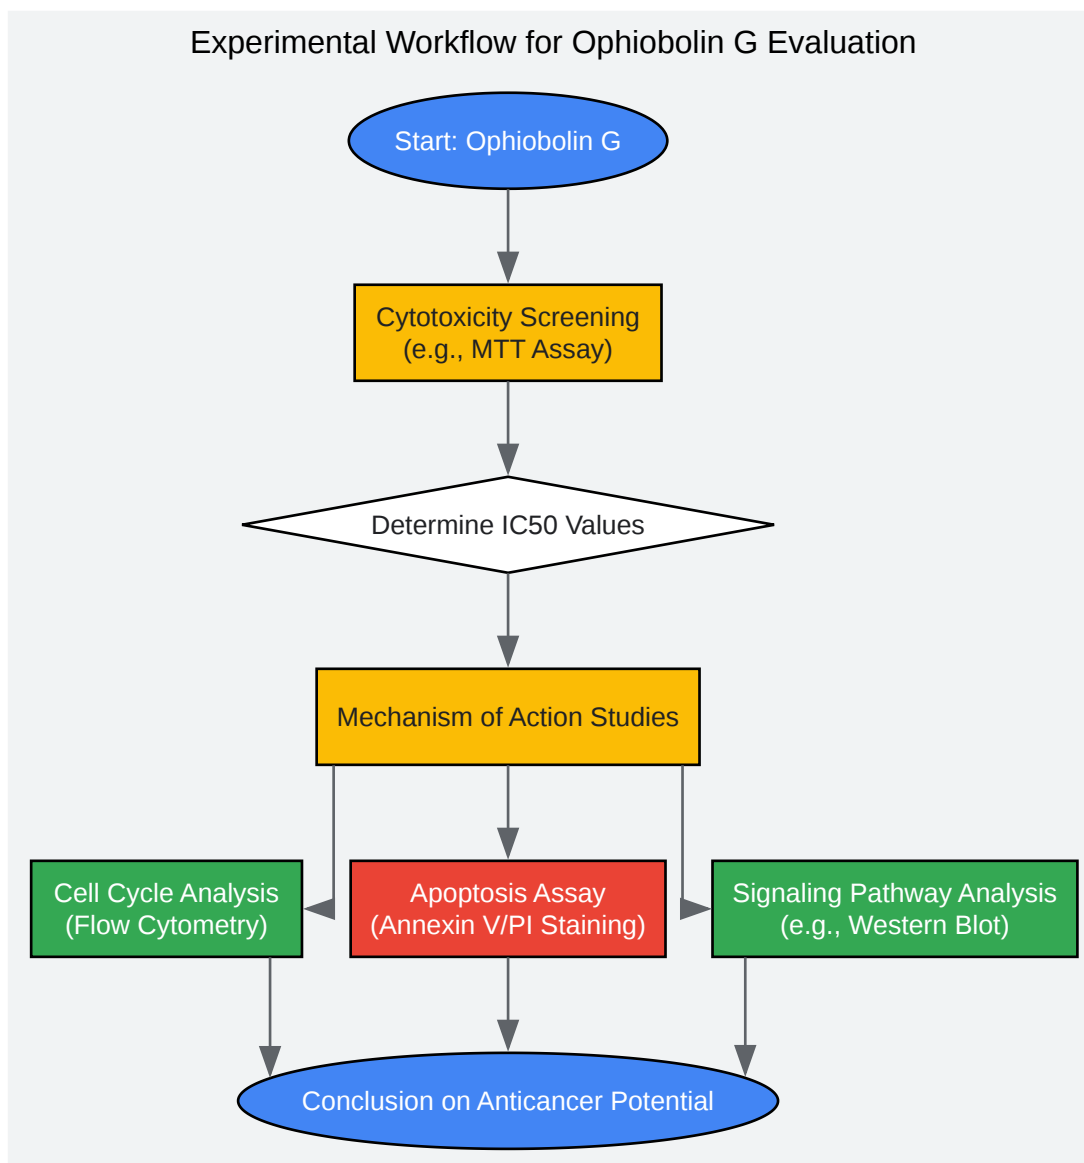 Experimental Workflow for Ophiobolin G Evaluation
Start: Ophiobolin G
Cytotoxicity Screening
(e.g., MTT Assay)
Determine IC50 Values
Mechanism of Action Studies
Cell Cycle Analysis
(Flow Cytometry)
Apoptosis Assay
(Annexin V/PI Staining)
Signaling Pathway Analysis
(e.g., Western Blot)
Conclusion on Anticancer Potential